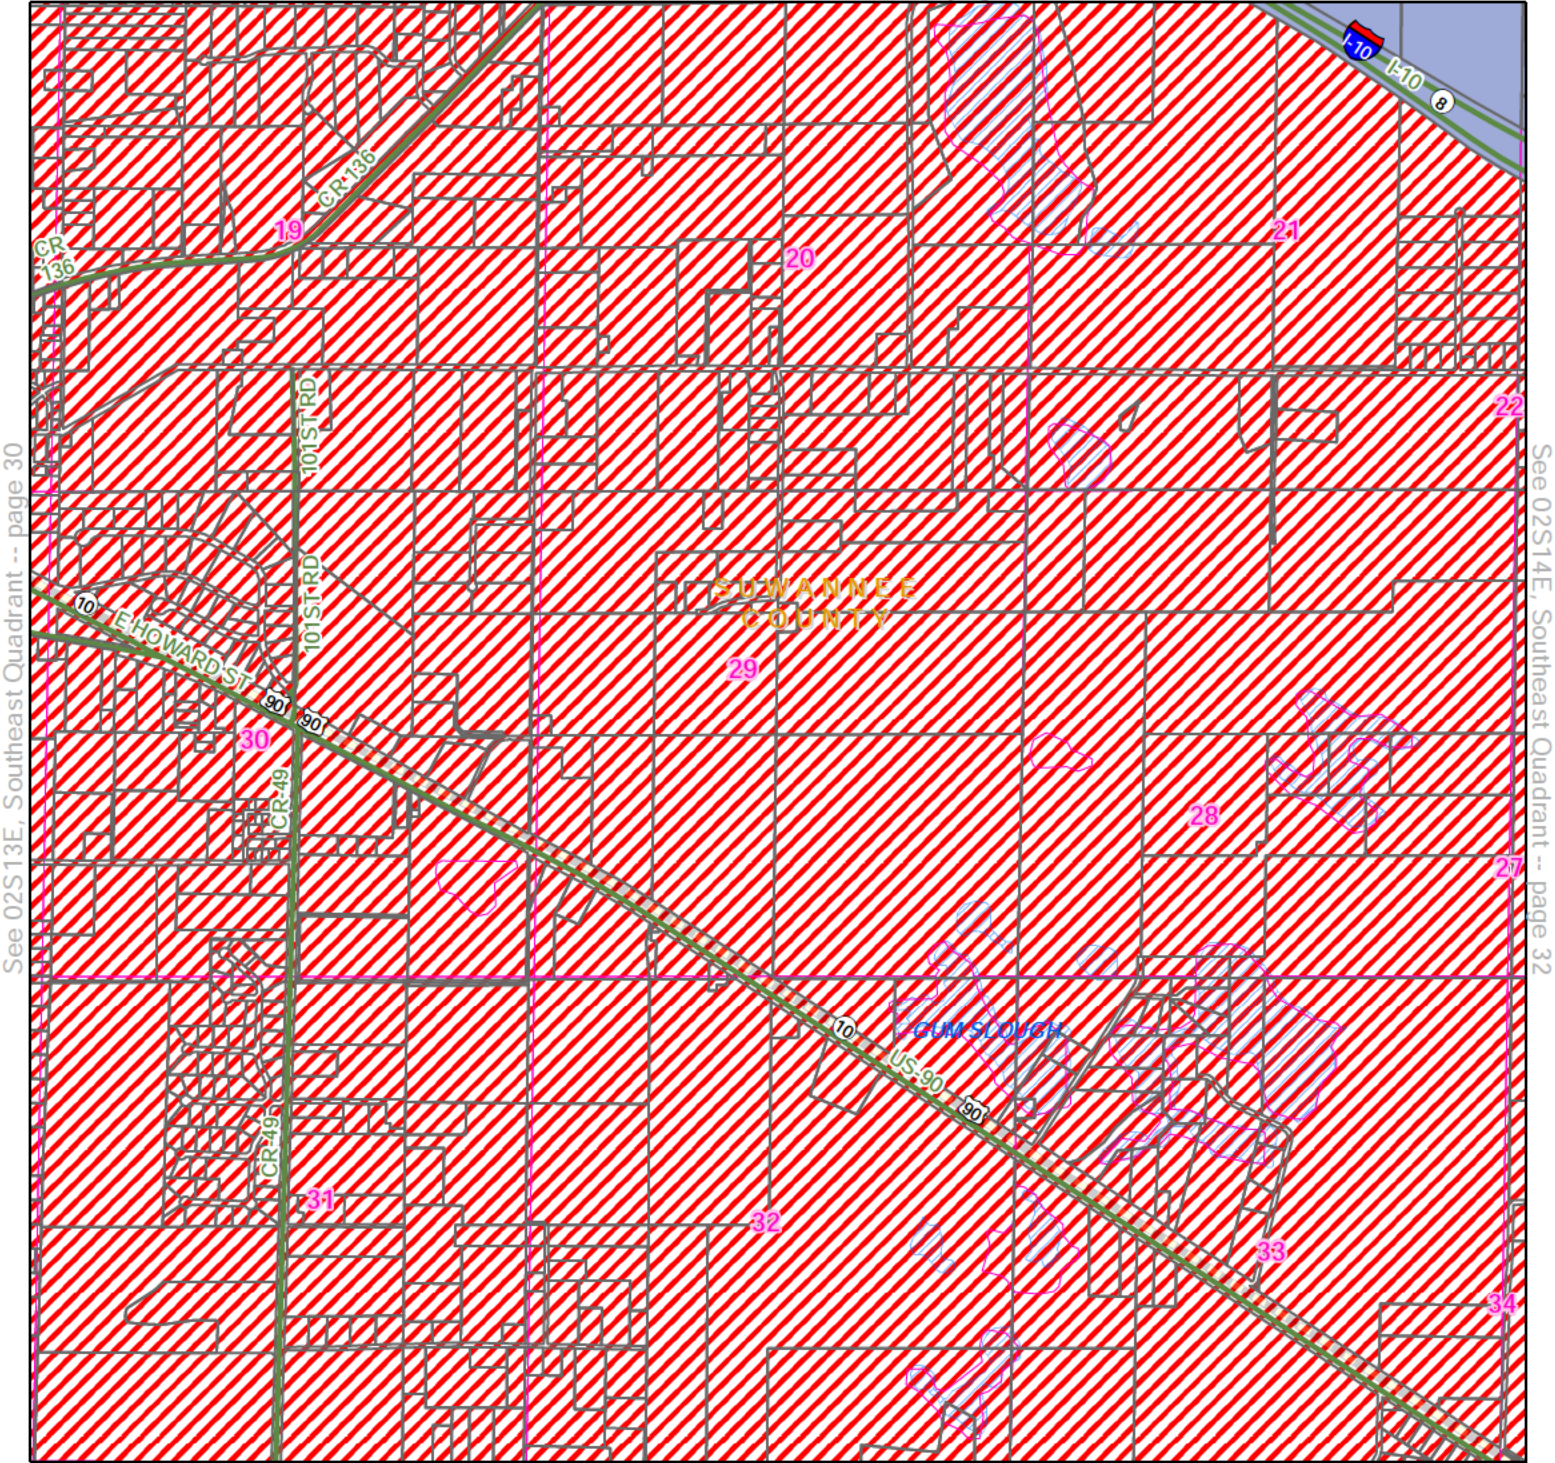 I-10
I-10
8
CR 136
19
CR
136
20
21
101ST RD
22
See 02S13E, Southeast Quadrant -- page 30
See 02S14E, Southeast Quadrant -- page 32
101ST RD
SUWANNEE
COUNTY
10
E HOWARD ST
29
90
90
30
CR-49
28
27
10
GUM SLOUGH
US-90
90
CR-49
31
32
33
34